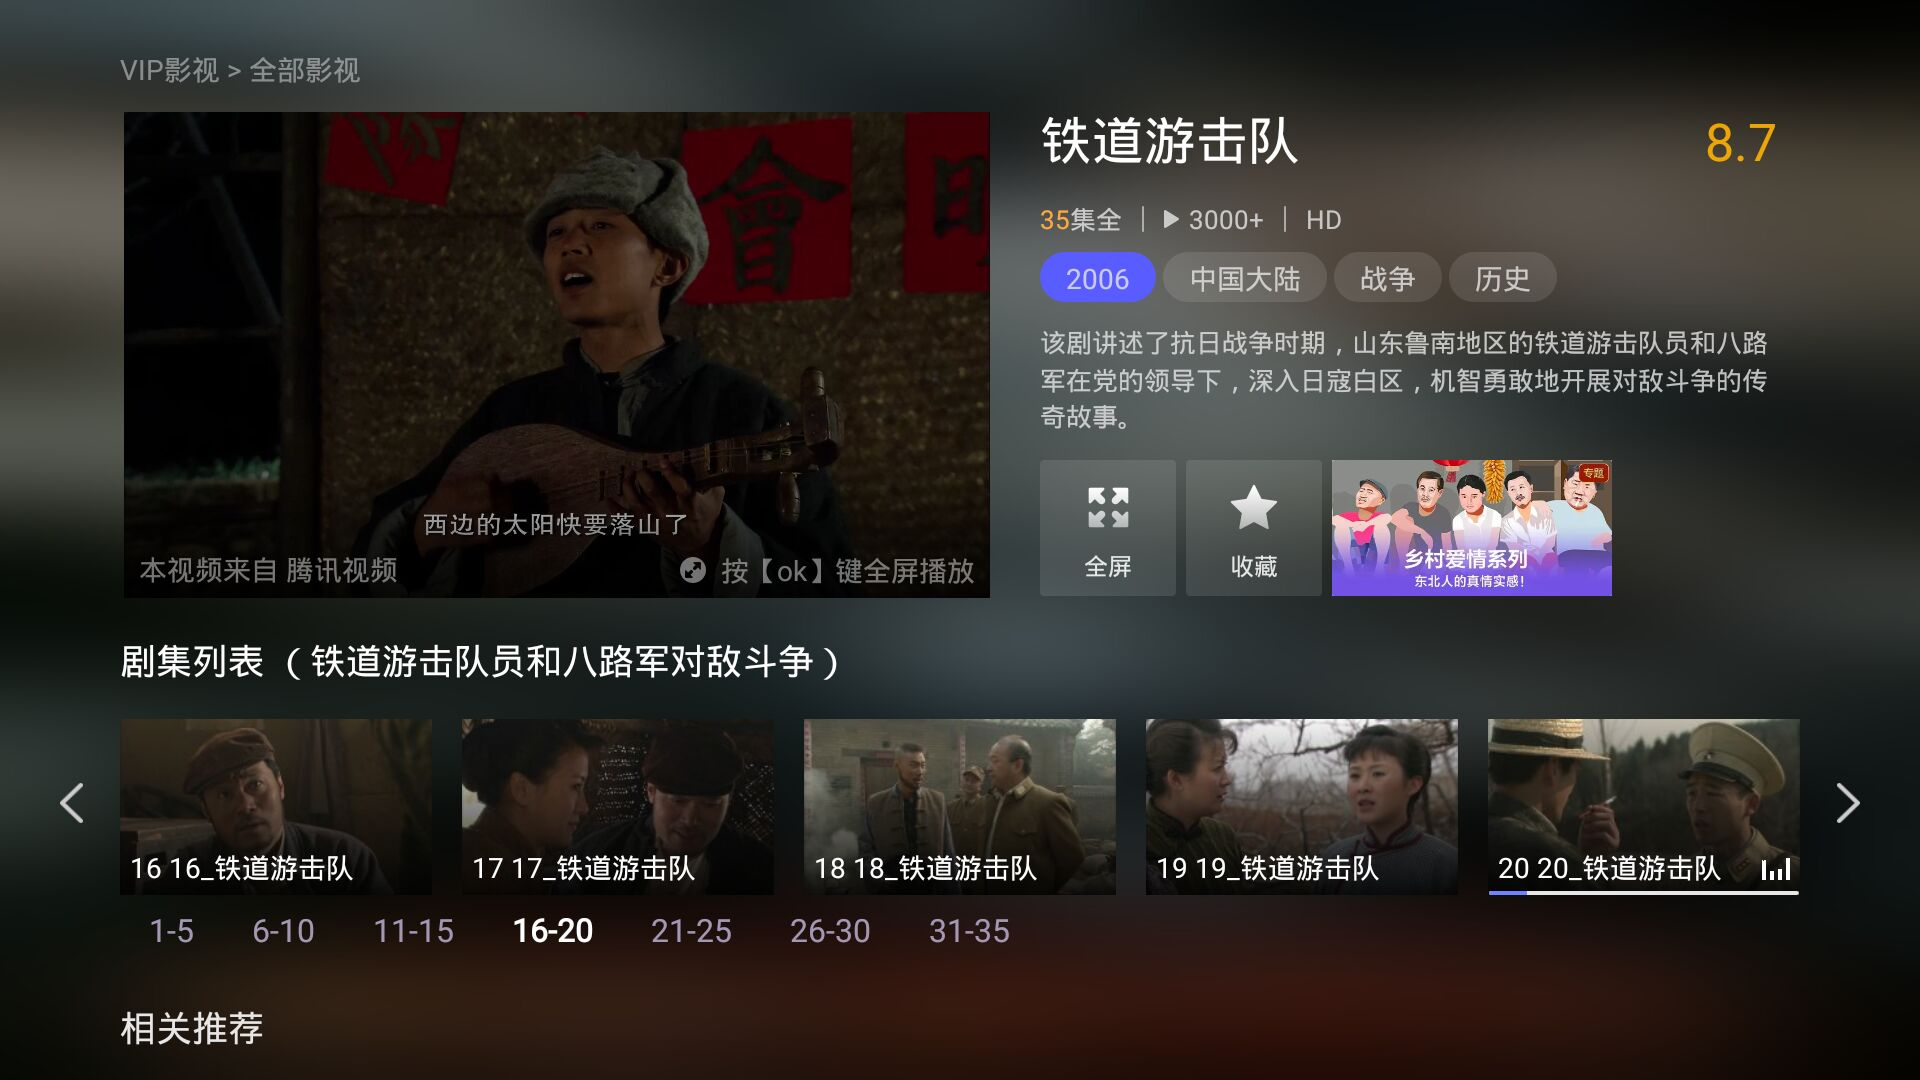 VIP影视 > 全部影视
會
明
西边的太阳快要落山了
本视频来自 腾讯视频
按【ok】键全屏播放
铁道游击队
8.7
35集全 | 3000+ | HD
2006
中国大陆
战争
历史
该剧讲述了抗日战争时期，山东鲁南地区的铁道游击队员和八路
军在党的领导下，深入日寇白区，机智勇敢地开展对敌斗争的传
奇故事。
全屏
收藏
专题
乡村爱情系列
东北人的真情实感！
剧集列表 （铁道游击队员和八路军对敌斗争）
16 16_铁道游击队
17 17_铁道游击队
18 18_铁道游击队
19 19_铁道游击队
20 20_铁道游击队
1-5
6-10
11-15
16-20
21-25
26-30
31-35
相关推荐